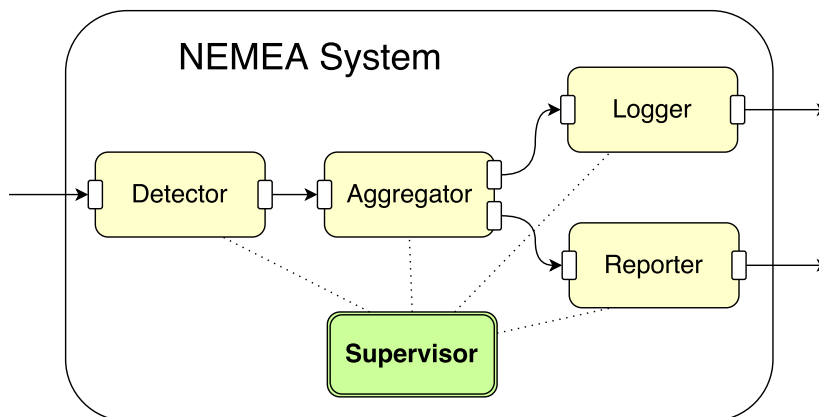 NEMEA System
Logger
Detector
Aggregator
Reporter
Supervisor